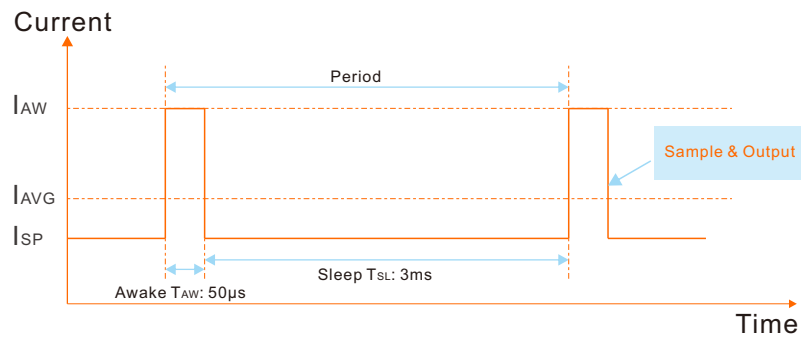 Current
Period
IAW
Sample & Output
IAVG
ISP
Sleep TSL: 3ms
Awake TAW: 50μs
Time